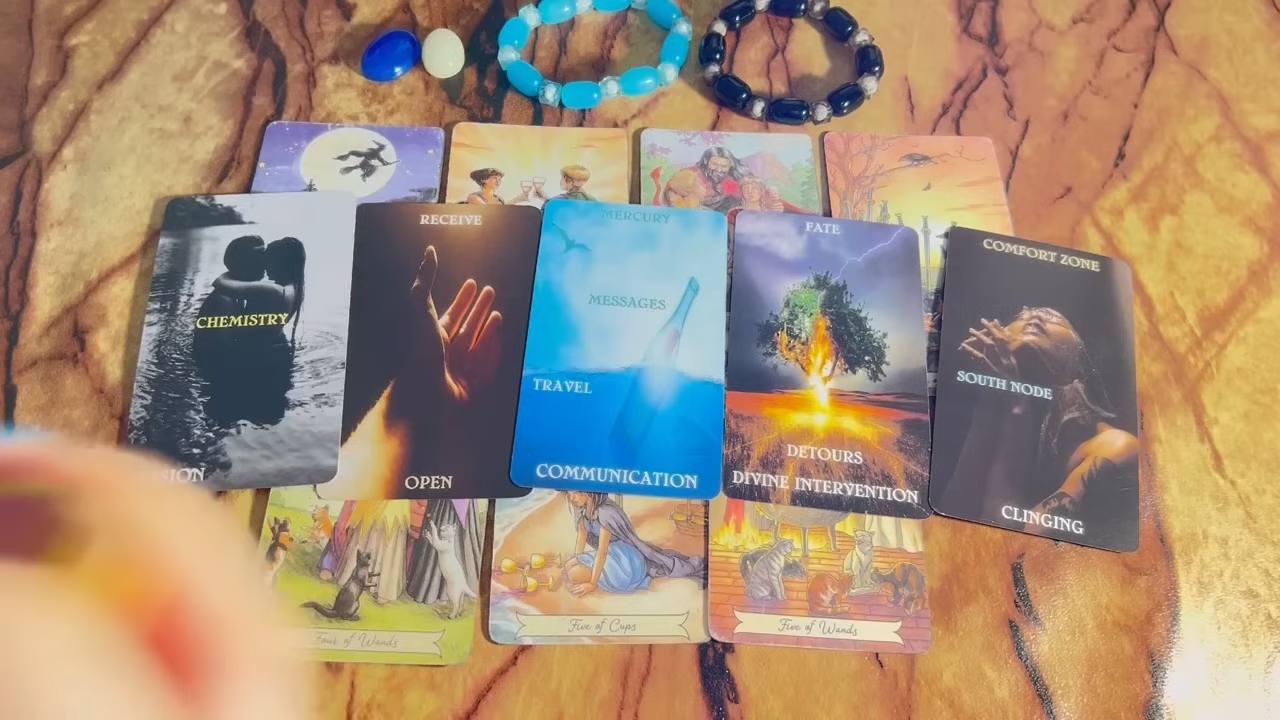 CHEMISTRY
SION
RECEIVE
OPEN
MERCURY
MESSAGES
TRAVEL
COMMUNICATION
FATE
DETOURS
DIVINE INTERVENTION
COMFORT ZONE
SOUTH NODE
CLINGING
Four of Wands
Five of Cups
Five of Wands